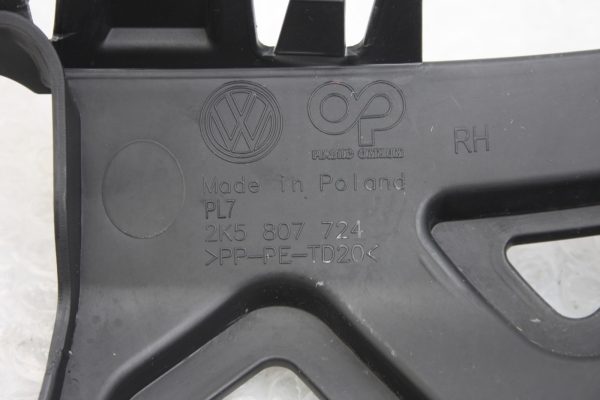 VW
OP
PLASTIC OMNIUM
RH
Made in Poland
PL7
2K5 807 724
>PP-PE-TD20<